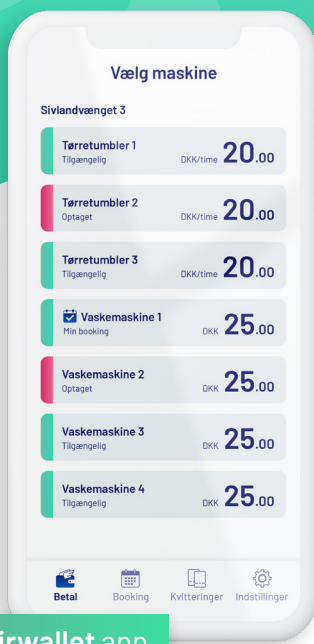 Vælg maskine
Sivlandvænget 3
Tørretumbler 1
Tilgængelig
DKK/time 20.00
Tørretumbler 2
Optaget
DKK/time 20.00
Tørretumbler 3
Tilgængelig
DKK/time 20.00
Vaskemaskine 1
Min booking
DKK 25.00
Vaskemaskine 2
Optaget
DKK 25.00
Vaskemaskine 3
Tilgængelig
DKK 25.00
Vaskemaskine 4
Tilgængelig
DKK 25.00
Betal Booking Kvitteringer Indstillinger
app